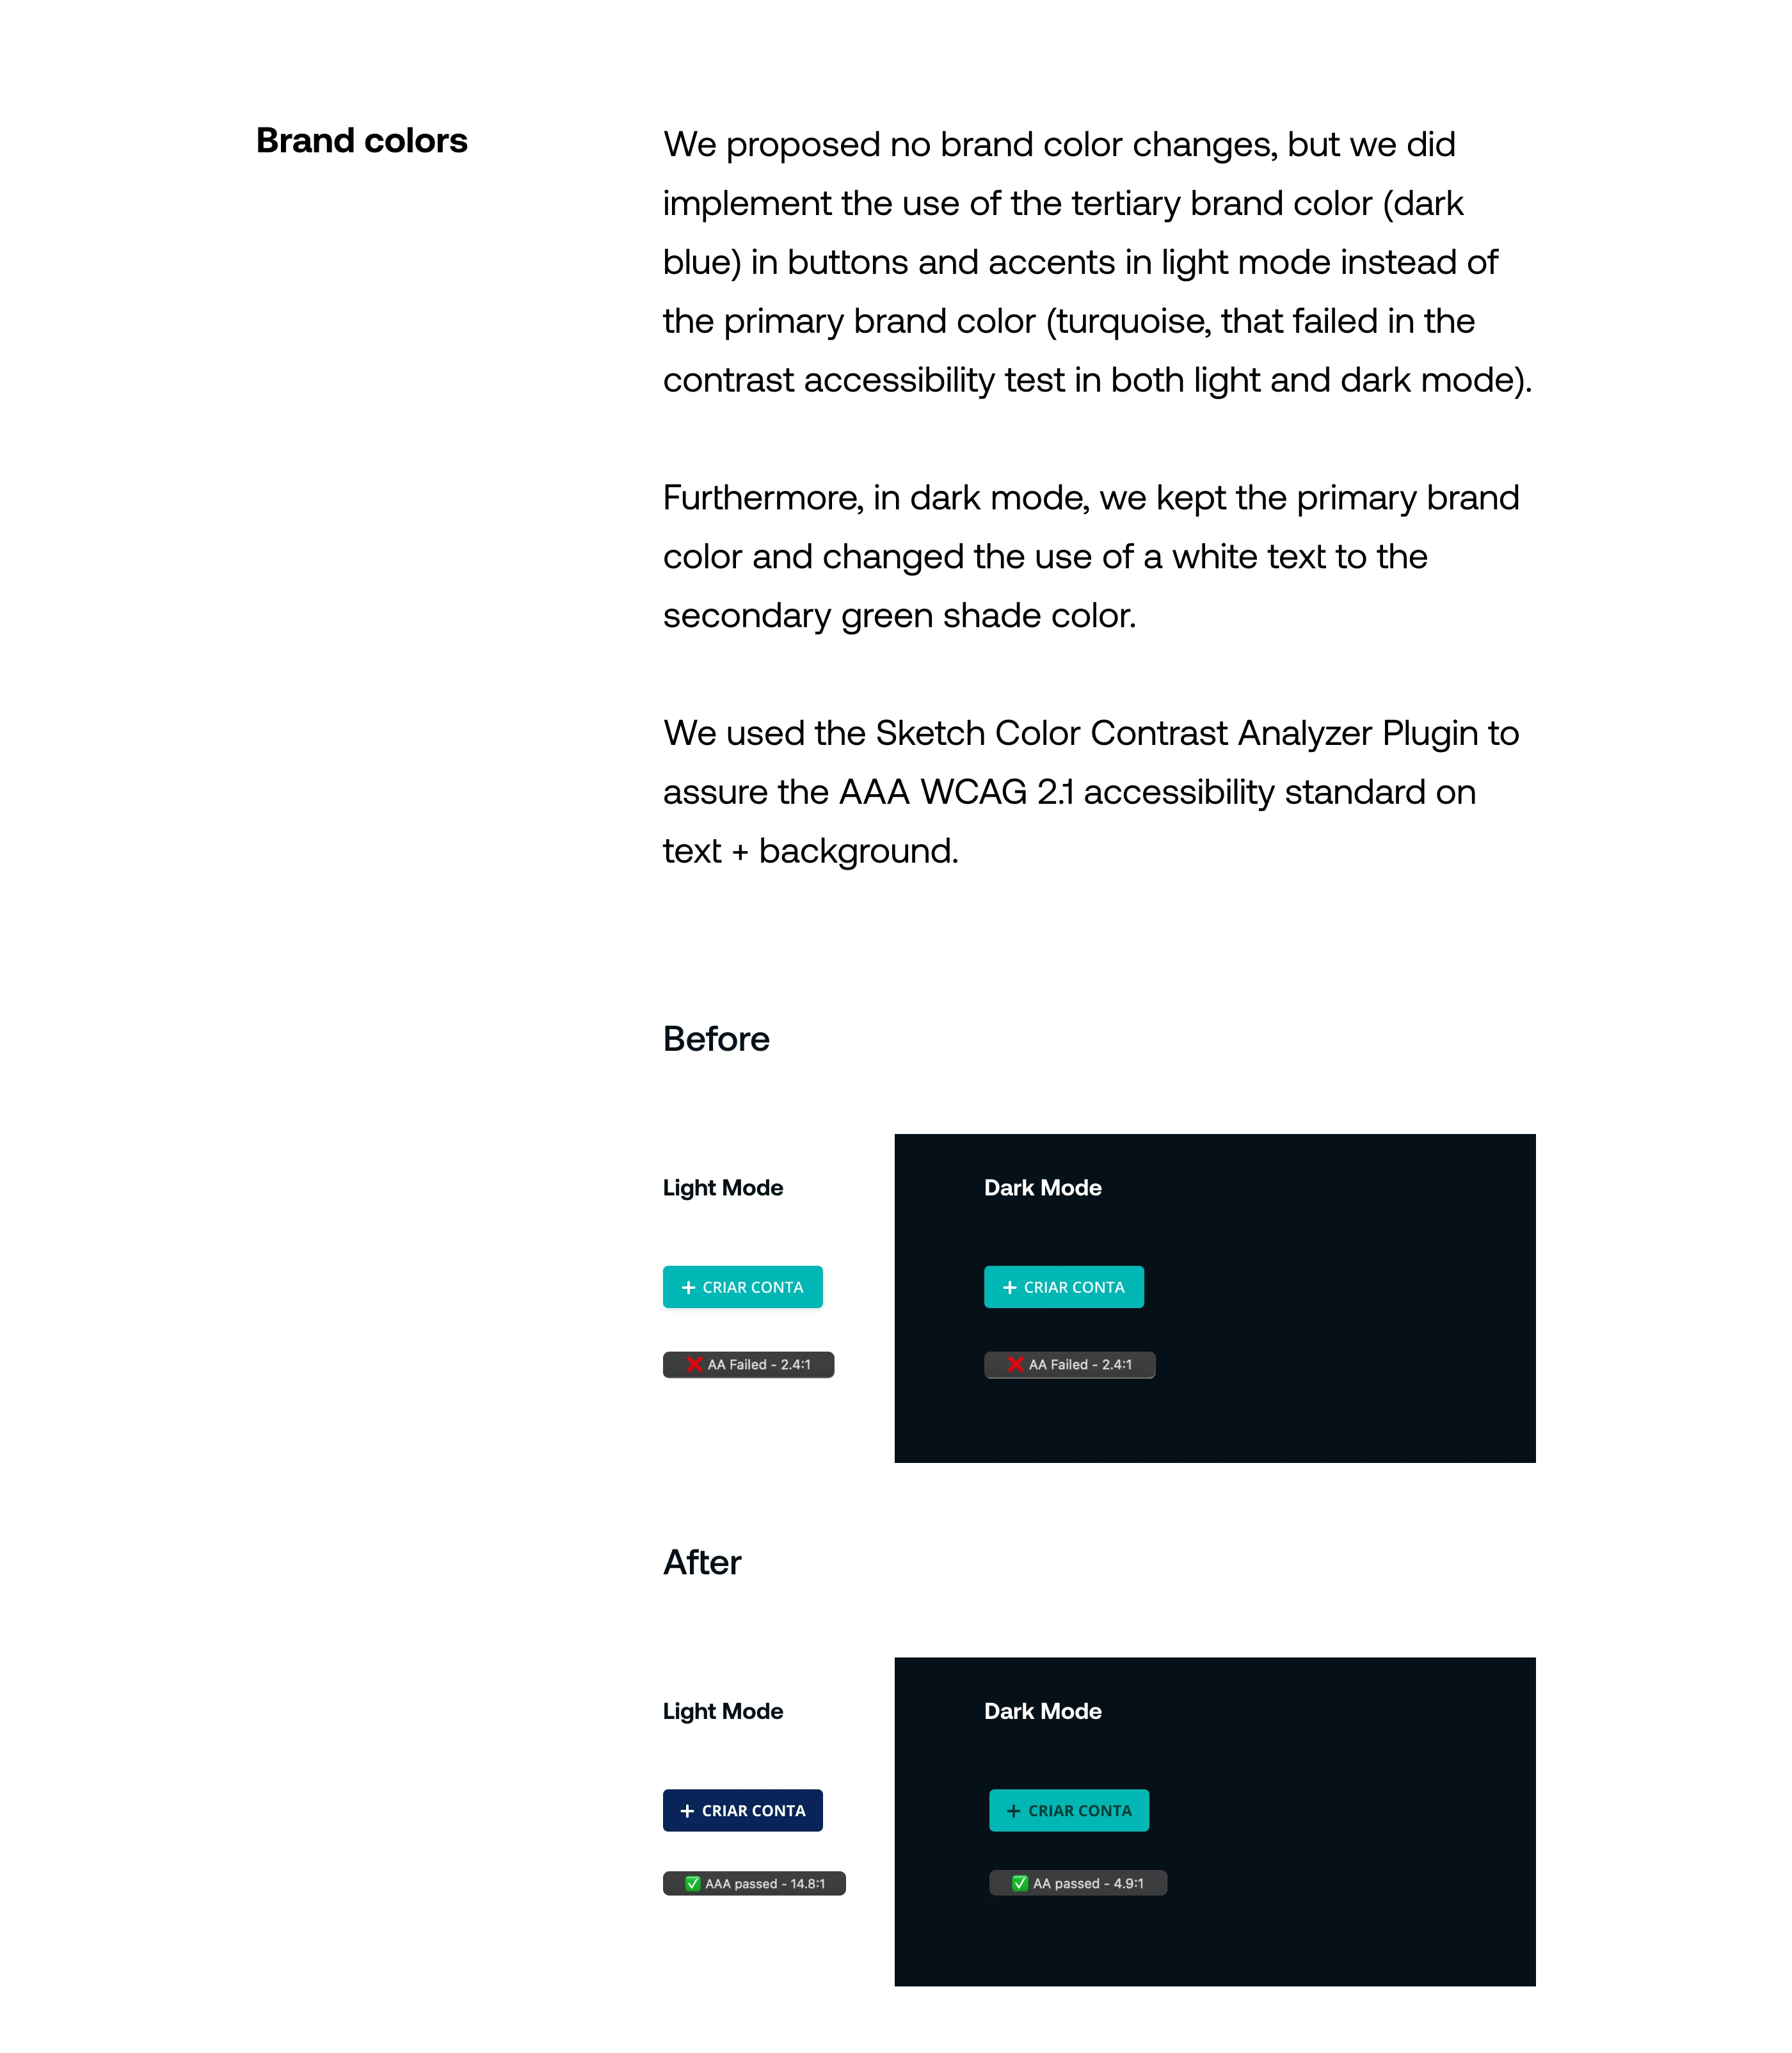 Brand colors
We proposed no brand color changes, but we did
implement the use of the tertiary brand color (dark
blue) in buttons and accents in light mode instead of
the primary brand color (turquoise, that failed in the
contrast accessibility test in both light and dark mode).
Furthermore, in dark mode, we kept the primary brand
color and changed the use of a white text to the
secondary green shade color.
We used the Sketch Color Contrast Analyzer Plugin to
assure the AAA WCAG 2.1 accessibility standard on
text + background.
Before
Light Mode
Dark Mode
+ CRIAR CONTA
+ CRIAR CONTA
❌ AA Failed - 2.4:1
❌ AA Failed - 2.4:1
After
Light Mode
Dark Mode
+ CRIAR CONTA
+ CRIAR CONTA
✅ AAA passed - 14.8:1
✅ AA passed - 4.9:1